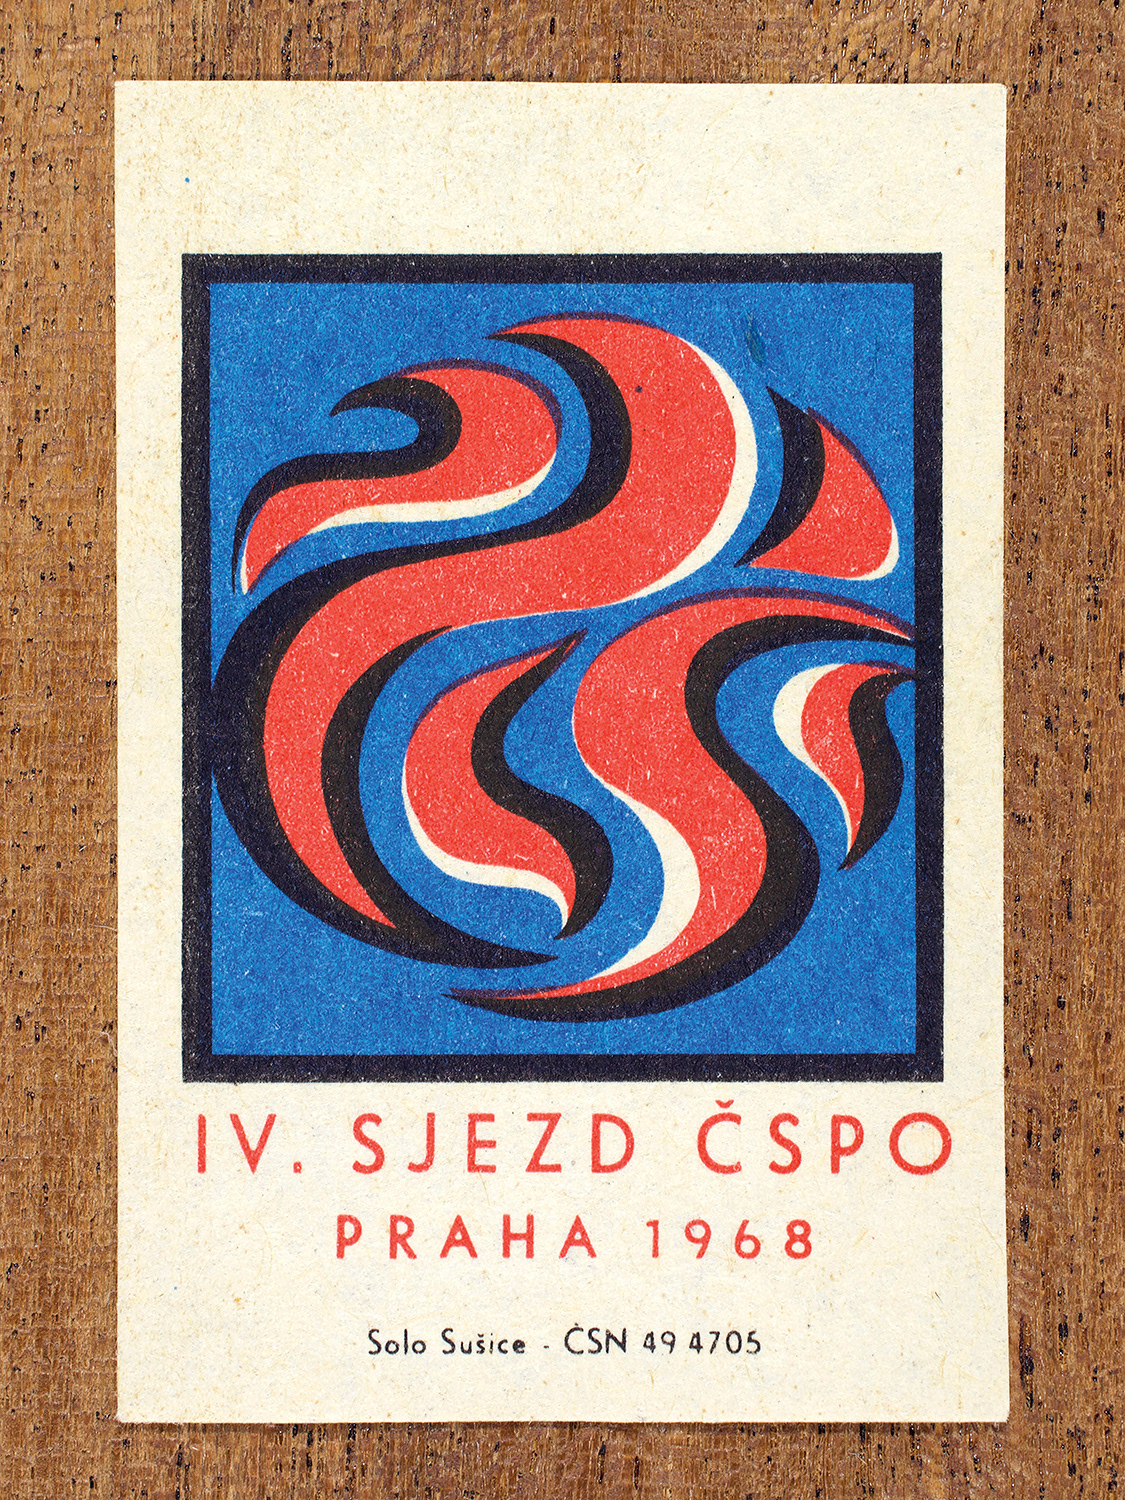 IV. SJEZD ČSPO
PRAHA 1968
Solo Sušice - ČSN 49 4705